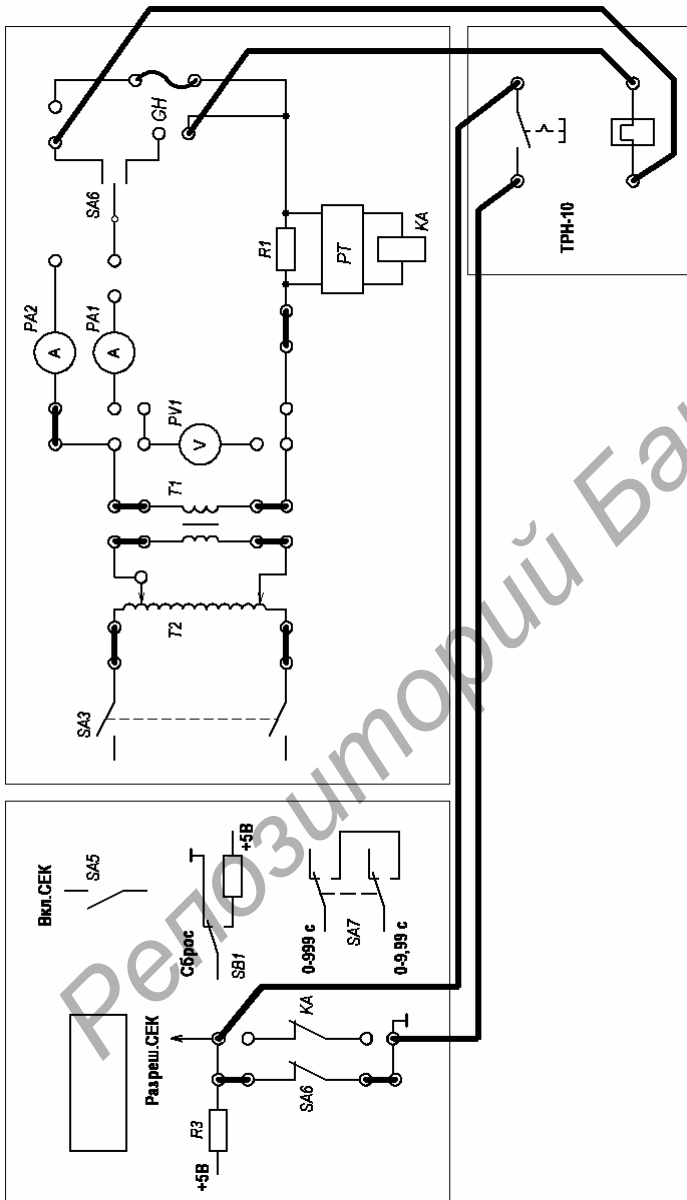 GH
SA6
KA
R1
PT
PA2
PA1
A
A
PV1
V
T1
T2
SA3
ТРН-10
Вкл.СЕК
SA5
Сброс
+5В
SB1
0-999 с
SA7
0-9,99 с
Разреш.СЕК
KA
SA6
R3
+5В
Репозиторий Ба